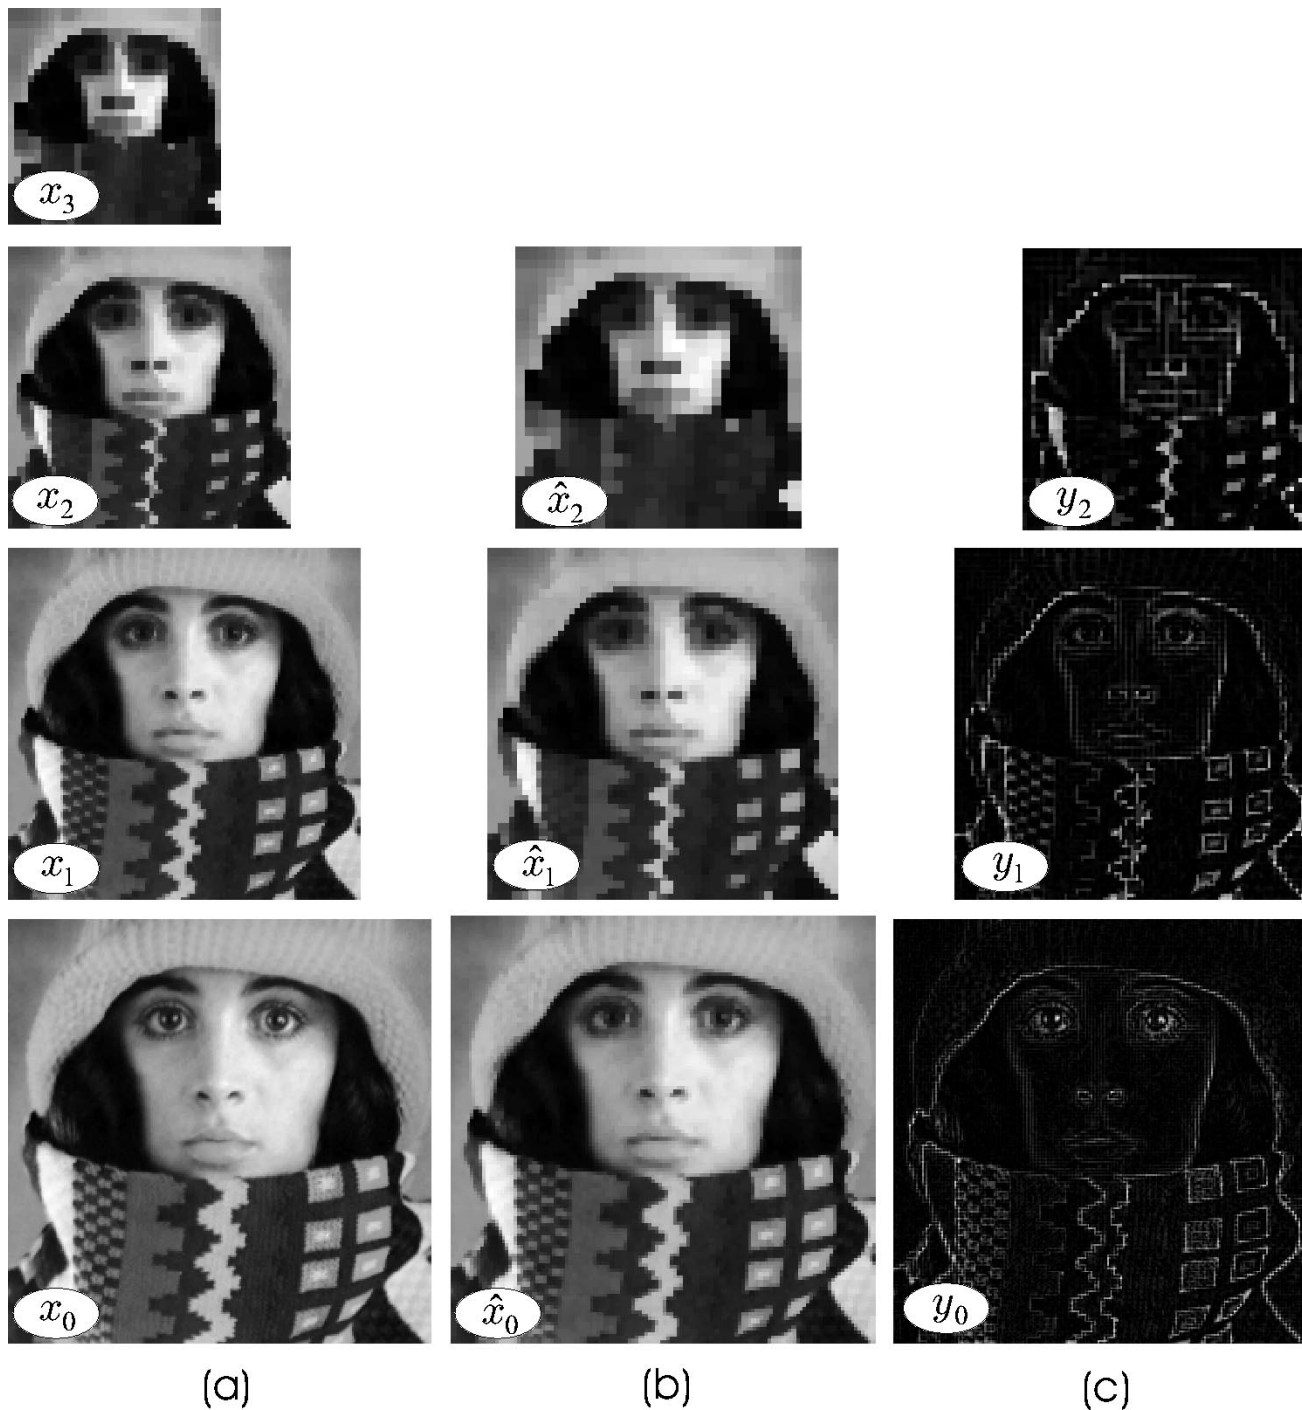 x₃
x₂ x̂₂ y₂
x₁ x̂₁ y₁
x₀ x̂₀ y₀
(a) (b) (c)